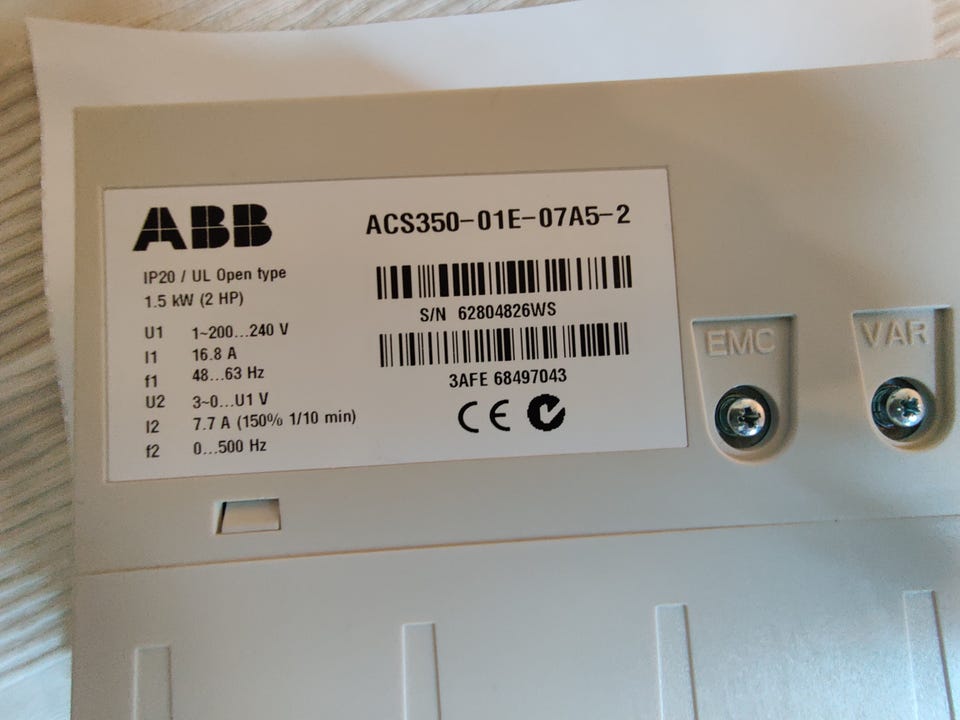 ABB
ACS350-01E-07A5-2
IP20 / UL Open type
1.5 kW (2 HP)
U1 1~200...240 V
I1 16.8 A
f1 48...63 Hz
U2 3~0...U1 V
I2 7.7 A (150% 1/10 min)
f2 0...500 Hz
S/N 62804826WS
3AFE 68497043
CE
EMC
VAR